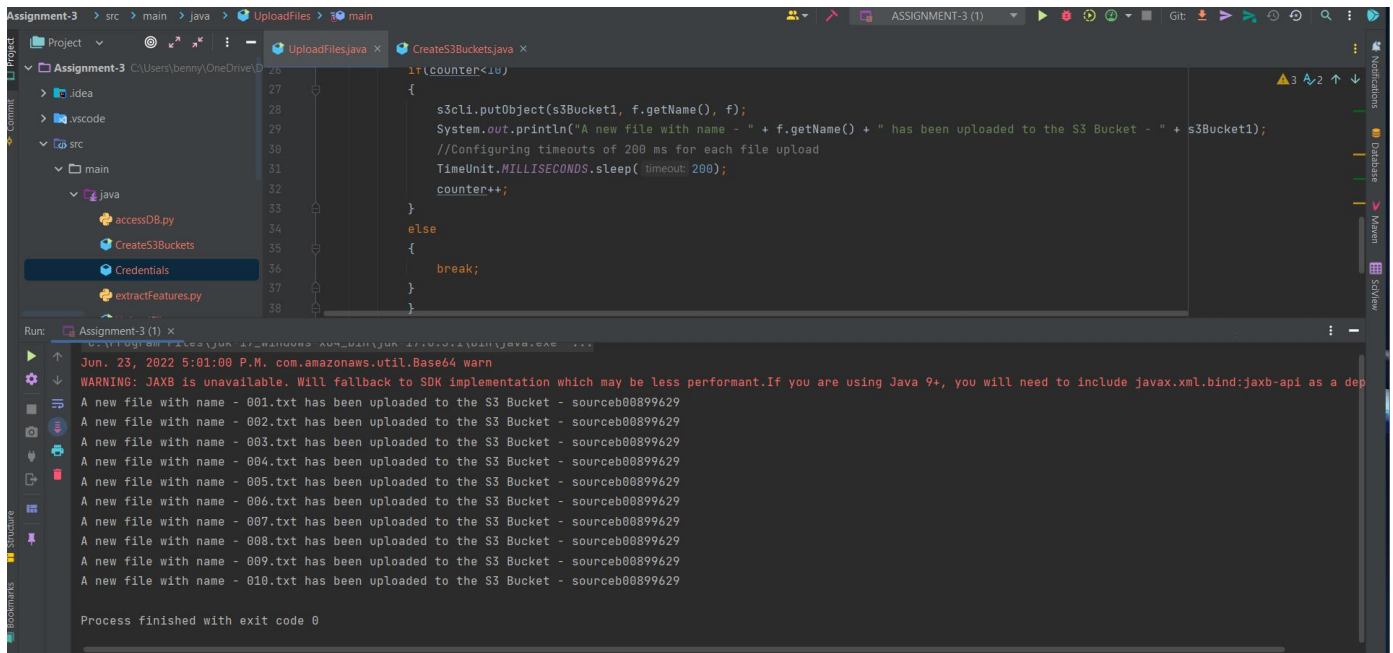 Assignment-3 > src > main > java > UploadFiles > main
ASSIGNMENT-3 (1)
Git:
Project
UploadFiles.java ×
CreateS3Buckets.java ×
Assignment-3 C:\Users\benny\OneDrive\D
.idea
.vscode
src
main
java
accessDB.py
CreateS3Buckets
Credentials
extractFeatures.py
3 2
26 if(counter<10)
27 {
28 s3cli.putObject(s3Bucket1, f.getName(), f);
29 System.out.println("A new file with name - " + f.getName() + " has been uploaded to the S3 Bucket - " + s3Bucket1);
30 //Configuring timeouts of 200 ms for each file upload
31 TimeUnit.MILLISECONDS.sleep( timeout: 200);
32 counter++;
33 }
34 else
35 {
36 break;
37 }
38 }
Project
Commit
Structure
Bookmarks
Notifications
Database
Maven
SciView
Run: Assignment-3 (1) ×
Jun. 23, 2022 5:01:00 P.M. com.amazonaws.util.Base64 warn
WARNING: JAXB is unavailable. Will fallback to SDK implementation which may be less performant.If you are using Java 9+, you will need to include javax.xml.bind:jaxb-api as a dep
A new file with name - 001.txt has been uploaded to the S3 Bucket - sourceb00899629
A new file with name - 002.txt has been uploaded to the S3 Bucket - sourceb00899629
A new file with name - 003.txt has been uploaded to the S3 Bucket - sourceb00899629
A new file with name - 004.txt has been uploaded to the S3 Bucket - sourceb00899629
A new file with name - 005.txt has been uploaded to the S3 Bucket - sourceb00899629
A new file with name - 006.txt has been uploaded to the S3 Bucket - sourceb00899629
A new file with name - 007.txt has been uploaded to the S3 Bucket - sourceb00899629
A new file with name - 008.txt has been uploaded to the S3 Bucket - sourceb00899629
A new file with name - 009.txt has been uploaded to the S3 Bucket - sourceb00899629
A new file with name - 010.txt has been uploaded to the S3 Bucket - sourceb00899629
Process finished with exit code 0